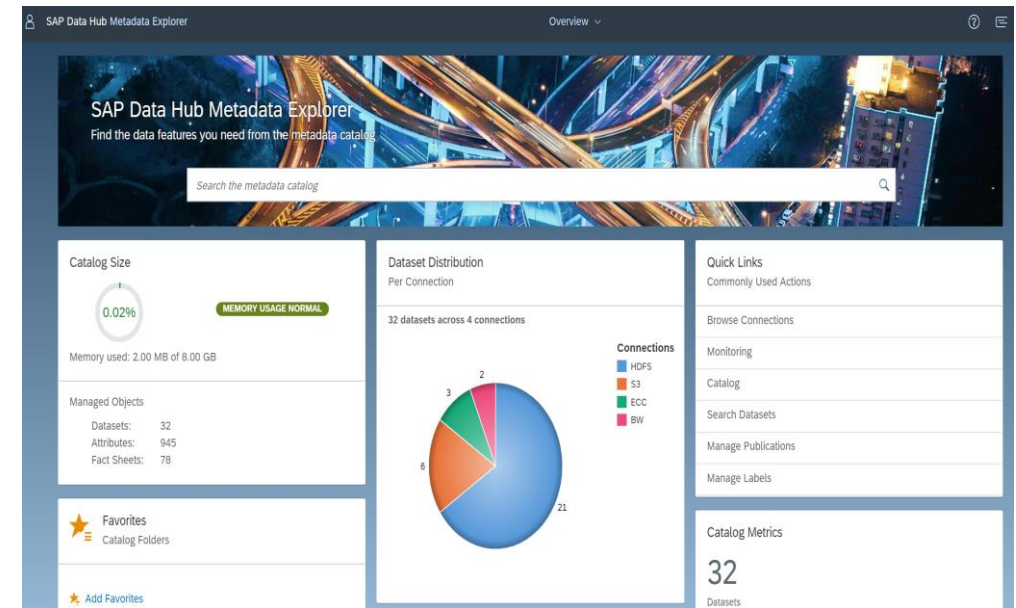 SAP Data Hub Metadata Explorer
Overview
SAP Data Hub Metadata Explorer
Find the data features you need from the metadata catalog
Search the metadata catalog
Catalog Size
0.02%
MEMORY USAGE NORMAL
Memory used: 2.00 MB of 8.00 GB
Managed Objects
Datasets: 32
Attributes: 945
Fact Sheets: 78
Favorites
Catalog Folders
Add Favorites
Dataset Distribution
Per Connection
32 datasets across 4 connections
Connections
HDFS
S3
ECC
BW
2
3
6
21
Quick Links
Commonly Used Actions
Browse Connections
Monitoring
Catalog
Search Datasets
Manage Publications
Manage Labels
Catalog Metrics
32
Datasets